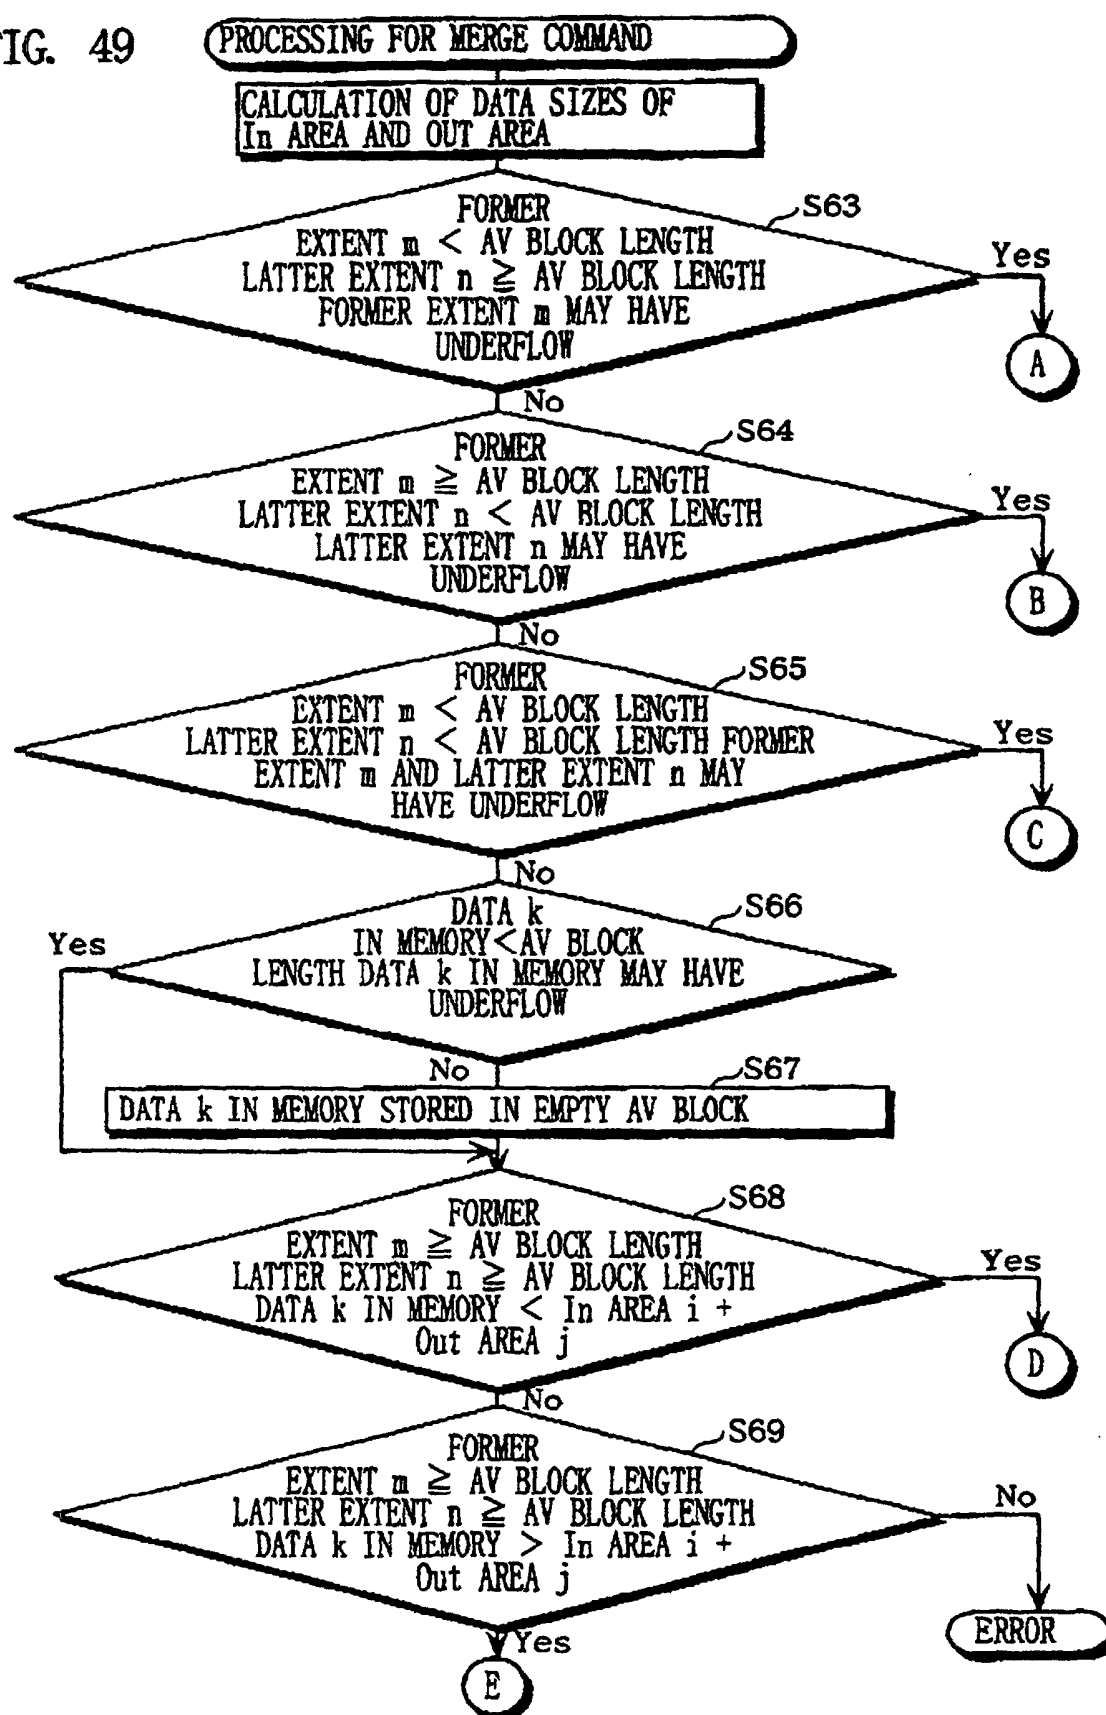 FIG. 49
PROCESSING FOR MERGE COMMAND
CALCULATION OF DATA SIZES OF
In AREA AND OUT AREA
S63
FORMER
EXTENT m < AV BLOCK LENGTH
LATTER EXTENT n ≧ AV BLOCK LENGTH
FORMER EXTENT m MAY HAVE
UNDERFLOW
Yes
A
No
S64
FORMER
EXTENT m ≧ AV BLOCK LENGTH
LATTER EXTENT n < AV BLOCK LENGTH
LATTER EXTENT n MAY HAVE
UNDERFLOW
Yes
B
No
S65
FORMER
EXTENT m < AV BLOCK LENGTH
LATTER EXTENT n < AV BLOCK LENGTH FORMER
EXTENT m AND LATTER EXTENT n MAY
HAVE UNDERFLOW
Yes
C
No
S66
DATA k
IN MEMORY<AV BLOCK
LENGTH DATA k IN MEMORY MAY HAVE
UNDERFLOW
Yes
No
S67
DATA k IN MEMORY STORED IN EMPTY AV BLOCK
S68
FORMER
EXTENT m ≧ AV BLOCK LENGTH
LATTER EXTENT n ≧ AV BLOCK LENGTH
DATA k IN MEMORY < In AREA i +
Out AREA j
Yes
D
No
S69
FORMER
EXTENT m ≧ AV BLOCK LENGTH
LATTER EXTENT n ≧ AV BLOCK LENGTH
DATA k IN MEMORY > In AREA i +
Out AREA j
No
ERROR
Yes
E